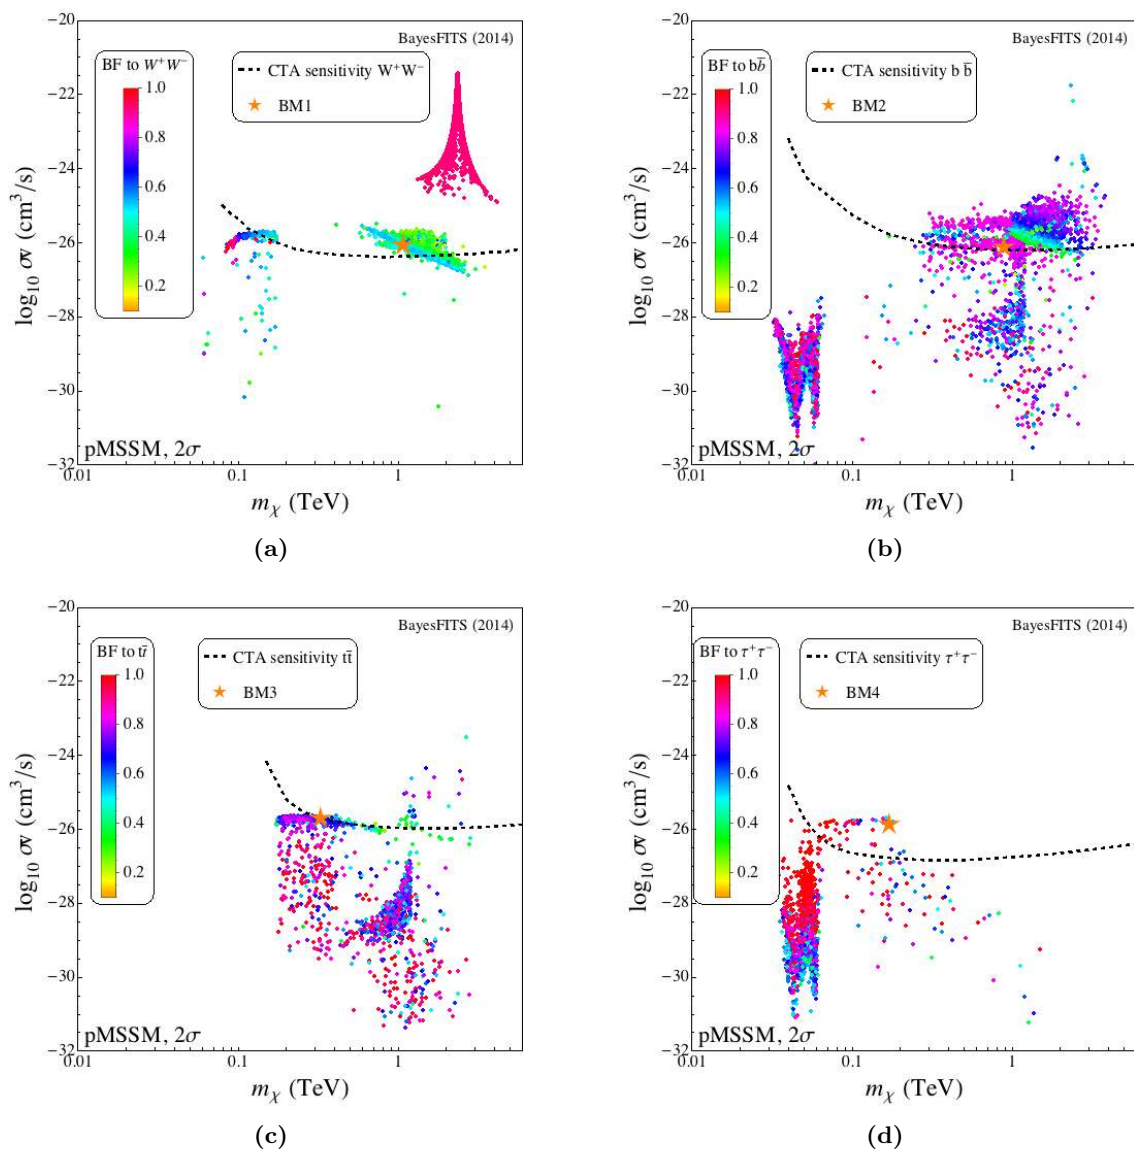 BayesFITS (2014)
BF to W⁺W⁻
1.0
0.8
0.6
0.4
0.2
CTA sensitivity W⁺W⁻
BM1
−20
−22
−24
−26
−28
−30
−32
log₁₀ σv (cm³/s)
pMSSM, 2σ
0.01
0.1
1
mχ (TeV)
(a)
BF to bb̄
1.0
0.8
0.6
0.4
0.2
CTA sensitivity b b̄
BM2
BayesFITS (2014)
−20
−22
−24
−26
−28
−30
−32
log₁₀ σv (cm³/s)
pMSSM, 2σ
0.01
0.1
1
mχ (TeV)
(b)
BayesFITS (2014)
BF to tt̄
1.0
0.8
0.6
0.4
0.2
CTA sensitivity tt̄
BM3
−20
−22
−24
−26
−28
−30
−32
log₁₀ σv (cm³/s)
pMSSM, 2σ
0.01
0.1
1
mχ (TeV)
(c)
BayesFITS (2014)
BF to τ⁺τ⁻
1.0
0.8
0.6
0.4
0.2
CTA sensitivity τ⁺τ⁻
BM4
−20
−22
−24
−26
−28
−30
−32
log₁₀ σv (cm³/s)
pMSSM, 2σ
0.01
0.1
1
mχ (TeV)
(d)